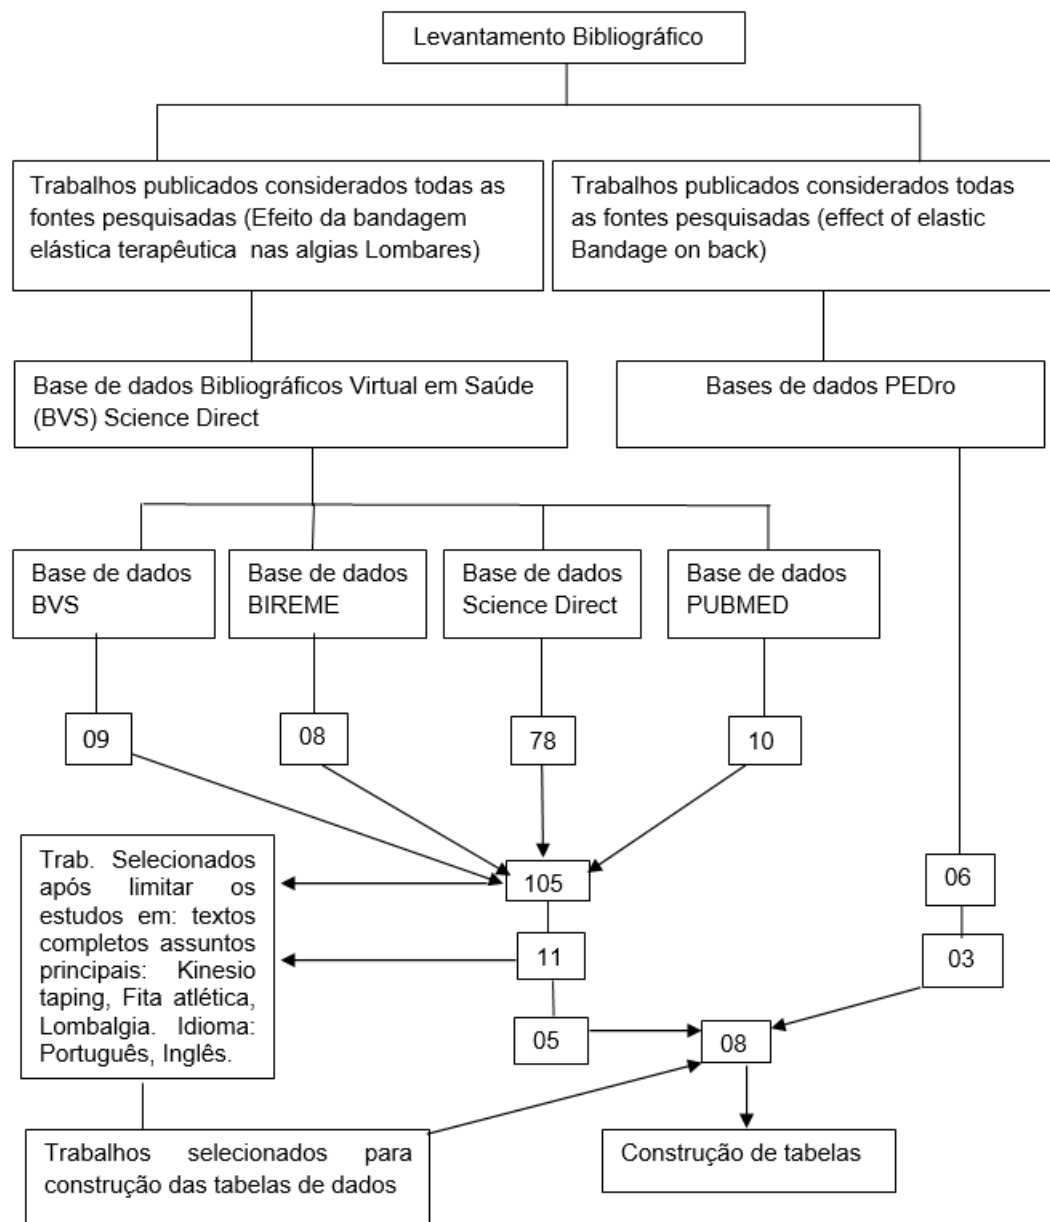 Levantamento Bibliográfico
Trabalhos publicados considerados todas as
fontes pesquisadas (Efeito da bandagem
elástica terapêutica nas algias Lombares)
Trabalhos publicados considerados todas
as fontes pesquisadas (effect of elastic
Bandage on back)
Base de dados Bibliográficos Virtual em Saúde
(BVS) Science Direct
Bases de dados PEDro
Base de dados
BVS
Base de dados
BIREME
Base de dados
Science Direct
Base de dados
PUBMED
09
08
78
10
105
06
Trab. Selecionados
após limitar os
estudos em: textos
completos assuntos
principais: Kinesio
taping, Fita atlética,
Lombalgia. Idioma:
Português, Inglês.
11
03
05
08
Trabalhos selecionados para
construção das tabelas de dados
Construção de tabelas